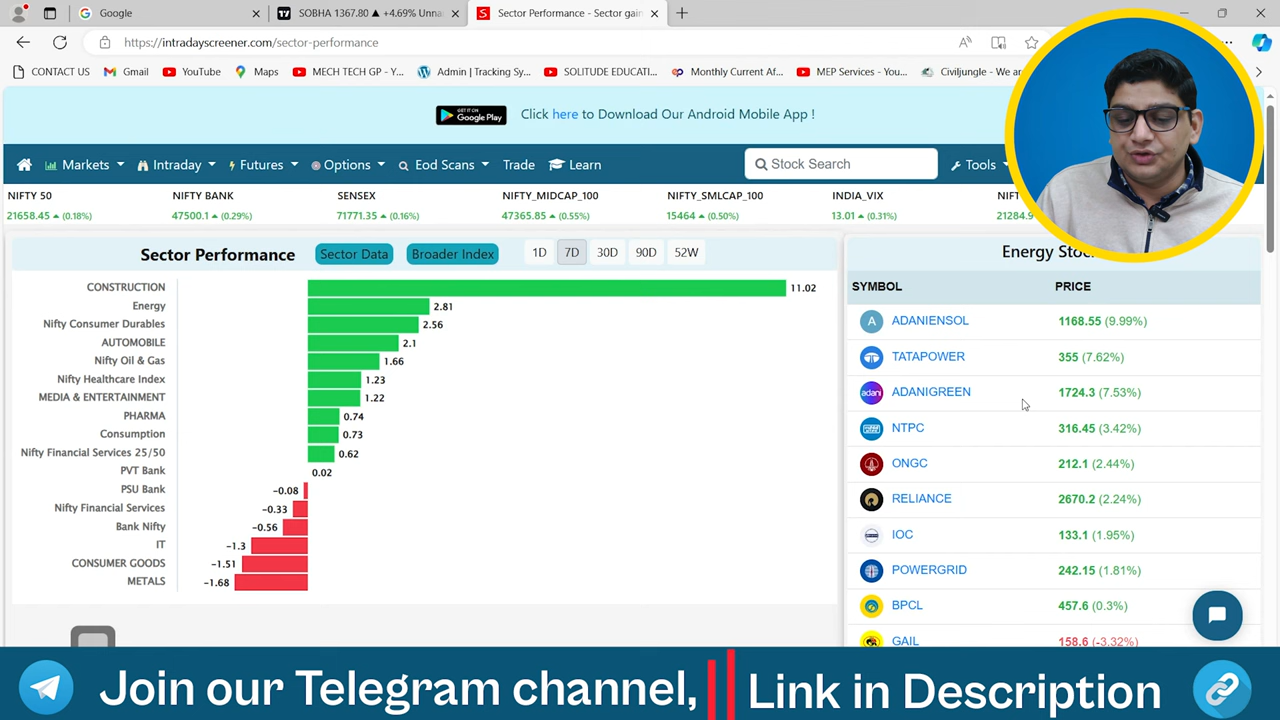 Google
SOBHA 1367.80 ▲ +4.69% Unna
Sector Performance - Sector gain
https://intradayscreener.com/sector-performance
CONTACT US
Gmail
YouTube
Maps
MECH TECH GP - Y...
Admin | Tracking Sy...
SOLITUDE EDUCATI...
Monthly Current Af...
MEP Services - You...
Civiljungle - We a
GET IT ON
Google Play
Click here to Download Our Android Mobile App !
Markets
Intraday
Futures
Options
Eod Scans
Trade
Learn
Stock Search
Tools
NIFTY 50
NIFTY BANK
SENSEX
NIFTY_MIDCAP_100
NIFTY_SMLCAP_100
INDIA_VIX
NIFT
21658.45 ▲ (0.18%)
47500.1 ▲ (0.29%)
71771.35 ▲ (0.16%)
47365.85 ▲ (0.55%)
15464 ▲ (0.50%)
13.01 ▲ (0.31%)
21284.9
Sector Performance
Sector Data
Broader Index
1D
7D
30D
90D
52W
CONSTRUCTION 11.02
Energy 2.81
Nifty Consumer Durables 2.56
AUTOMOBILE 2.1
Nifty Oil & Gas 1.66
Nifty Healthcare Index 1.23
MEDIA & ENTERTAINMENT 1.22
PHARMA 0.74
Consumption 0.73
Nifty Financial Services 25/50 0.62
PVT Bank 0.02
PSU Bank -0.08
Nifty Financial Services -0.33
Bank Nifty -0.56
IT -1.3
CONSUMER GOODS -1.51
METALS -1.68
Energy Sto
SYMBOL PRICE
A ADANIENSOL 1168.55 (9.99%)
TATAPOWER 355 (7.62%)
adani ADANIGREEN 1724.3 (7.53%)
NTPC 316.45 (3.42%)
ONGC 212.1 (2.44%)
RELIANCE 2670.2 (2.24%)
IOC 133.1 (1.95%)
POWERGRID 242.15 (1.81%)
BPCL 457.6 (0.3%)
GAIL 158.6 (-3.32%)
Join our Telegram channel,
Link in Description